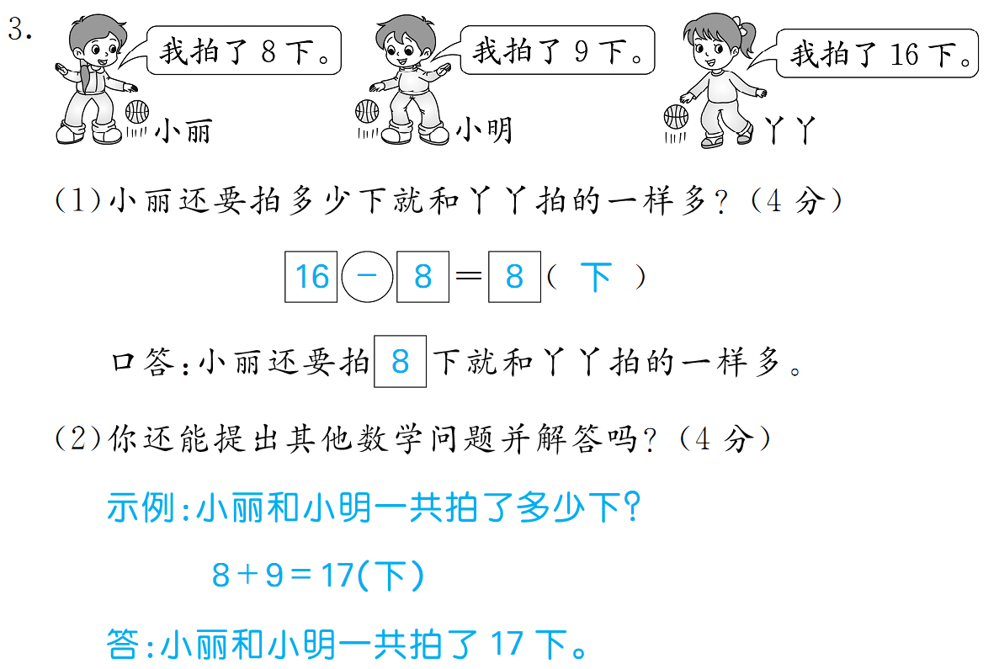 3.
我拍了 8 下。
我拍了 9 下。
我拍了 16 下。
小丽
小明
丫丫
(1)小丽还要拍多少下就和丫丫拍的一样多?(4 分)
16 - 8 = 8 ( 下 )
口答:小丽还要拍 8 下就和丫丫拍的一样多。
(2)你还能提出其他数学问题并解答吗?(4 分)
示例:小丽和小明一共拍了多少下?
8+9=17(下)
答:小丽和小明一共拍了 17 下。